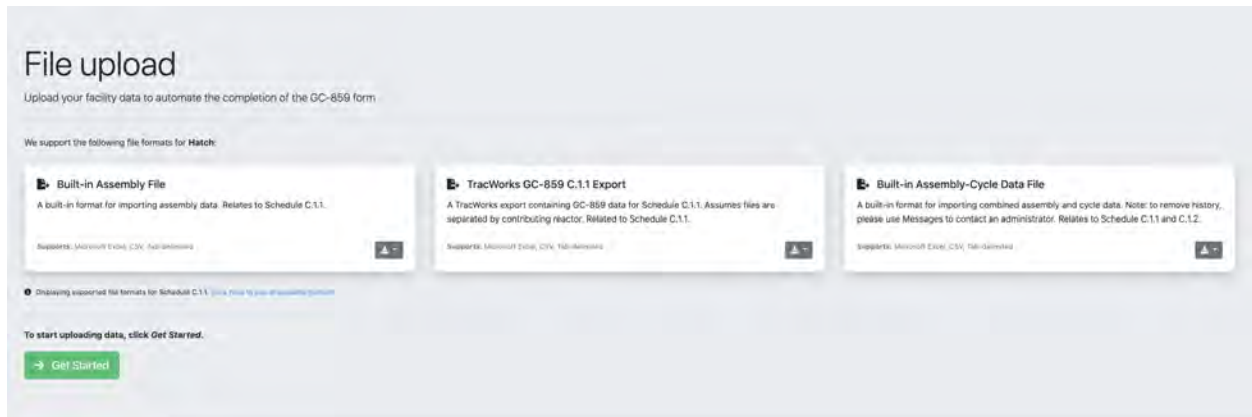 File upload
Upload your facility data to automate the completion of the GC-859 form
We support the following file formats for Hatch:
Built-in Assembly File
A built-in format for importing assembly data. Relates to Schedule C.1.1.
Supports: Microsoft Excel, CSV, Tab-delimited
TracWorks GC-859 C.1.1 Export
A TracWorks export containing GC-859 data for Schedule C.1.1. Assumes files are
separated by contributing reactor. Related to Schedule C.1.1.
Supports: Microsoft Excel, CSV, Tab-delimited
Built-in Assembly-Cycle Data File
A built-in format for importing combined assembly and cycle data. Note: to remove history,
please use Messages to contact an administrator. Relates to Schedule C.1.1 and C.1.2.
Supports: Microsoft Excel, CSV, Tab-delimited
Displaying supported file formats for Schedule C.1.1.
To start uploading data, click Get Started.
Get Started